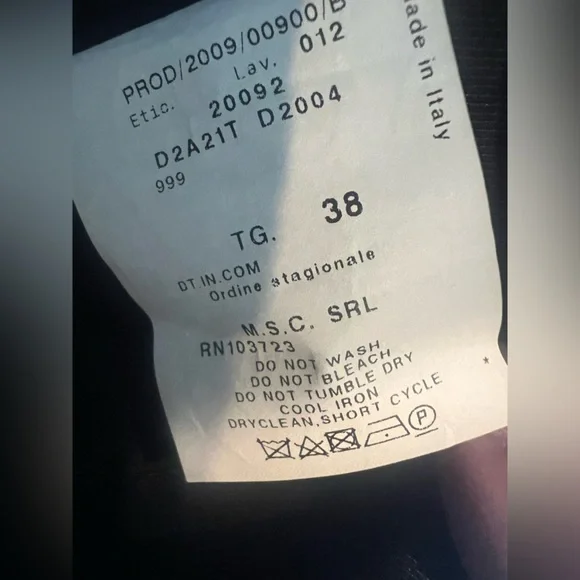 PROD/2009/00900/B
Etic. Lav. 012
20092
D2A21T D2004
999
TG. 38
DT.IN.COM
Ordine stagionale
M.S.C. SRL
RN103723
DO NOT WASH
DO NOT BLEACH
DO NOT TUMBLE DRY
COOL IRON
DRYCLEAN,SHORT CYCLE
P
made in Italy